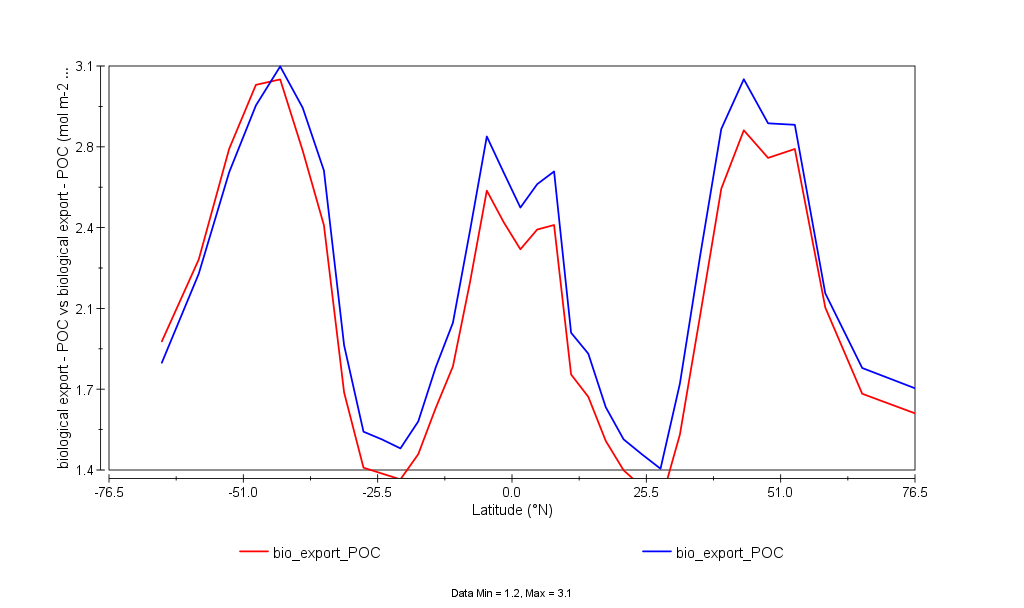 biological export - POC vs biological export - POC (mol m-2 ...
3.1
2.8
2.4
2.1
1.7
1.4
-76.5 -51.0 -25.5 0.0 25.5 51.0 76.5
Latitude (°N)
bio_export_POC bio_export_POC
Data Min = 1.2, Max = 3.1